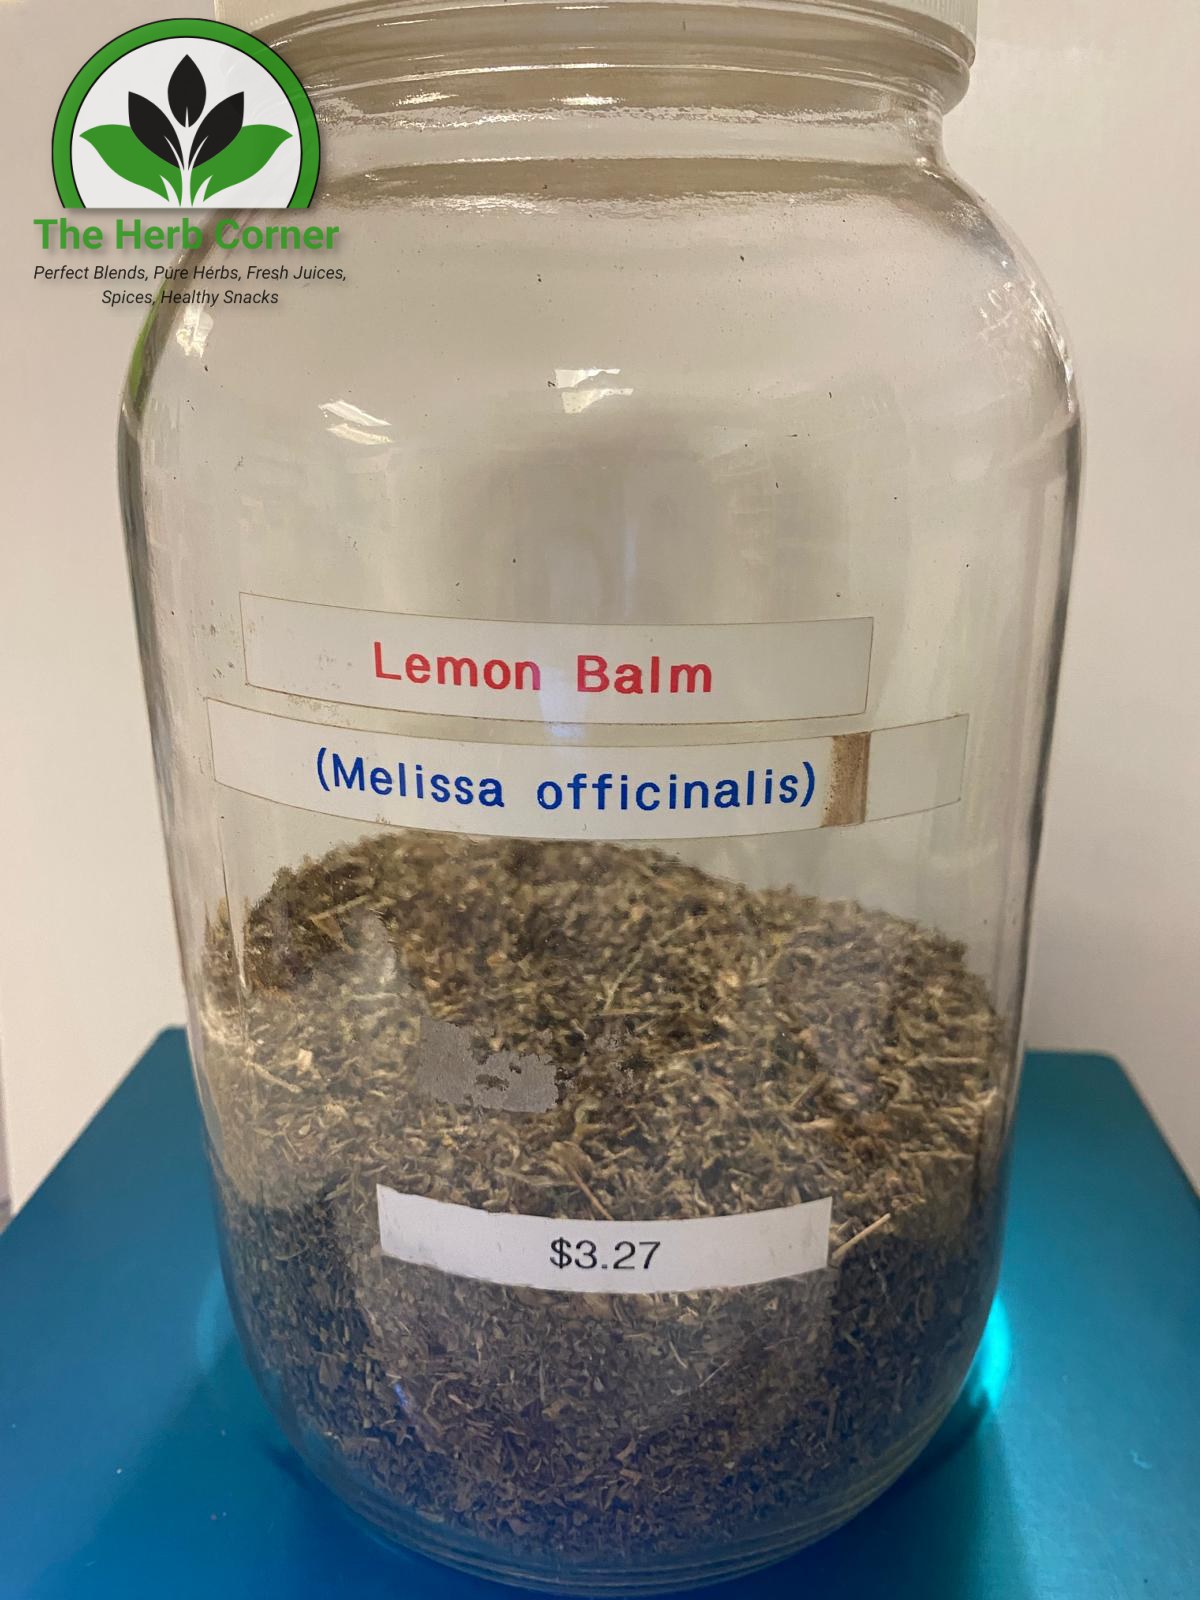 The Herb Corner
Perfect Blends, Pure Herbs, Fresh Juices,
Spices, Healthy Snacks
Lemon Balm
(Melissa officinalis)
$3.27